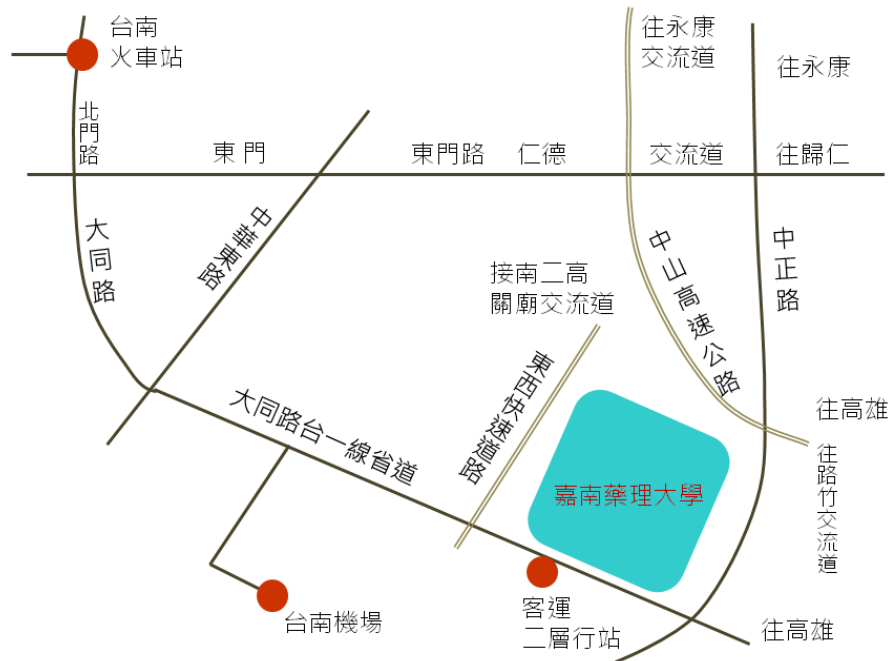 台南
火車站
往永康
交流道
往永康
北門路
東門
東門路
仁德
交流道
往歸仁
大同路
中華東路
中山高速公路
中正路
接南二高
關廟交流道
東西快速道路
大同路台一線省道
往高雄
往路竹交流道
嘉南藥理大學
客運
二層行站
台南機場
往高雄